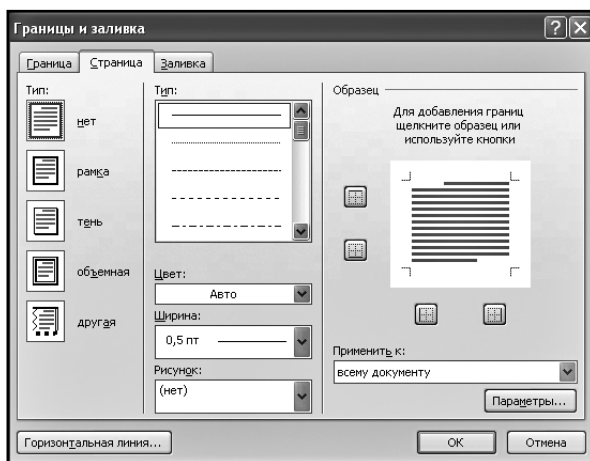 Границы и заливка
Граница Страница Заливка
Тип:
нет
рамка
тень
объемная
другая
Тип:
Цвет:
Авто
Ширина:
0,5 пт
Рисунок:
(нет)
Образец
Для добавления границ
щелкните образец или
используйте кнопки
Применить к:
всему документу
Параметры...
Горизонтальная линия...
ОК
Отмена